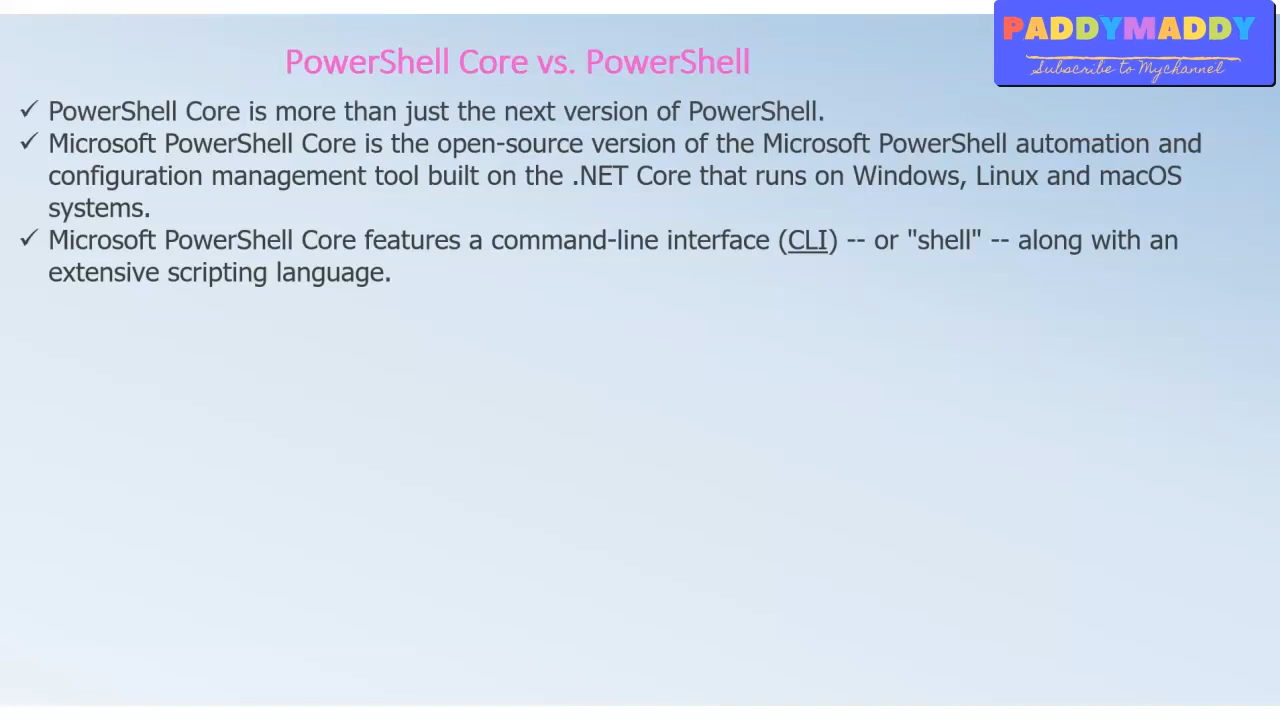 PADDYMADDY
Subscribe to Mychannel
PowerShell Core vs. PowerShell
✓ PowerShell Core is more than just the next version of PowerShell.
✓ Microsoft PowerShell Core is the open-source version of the Microsoft PowerShell automation and
configuration management tool built on the .NET Core that runs on Windows, Linux and macOS
systems.
✓ Microsoft PowerShell Core features a command-line interface (CLI) -- or "shell" -- along with an
extensive scripting language.